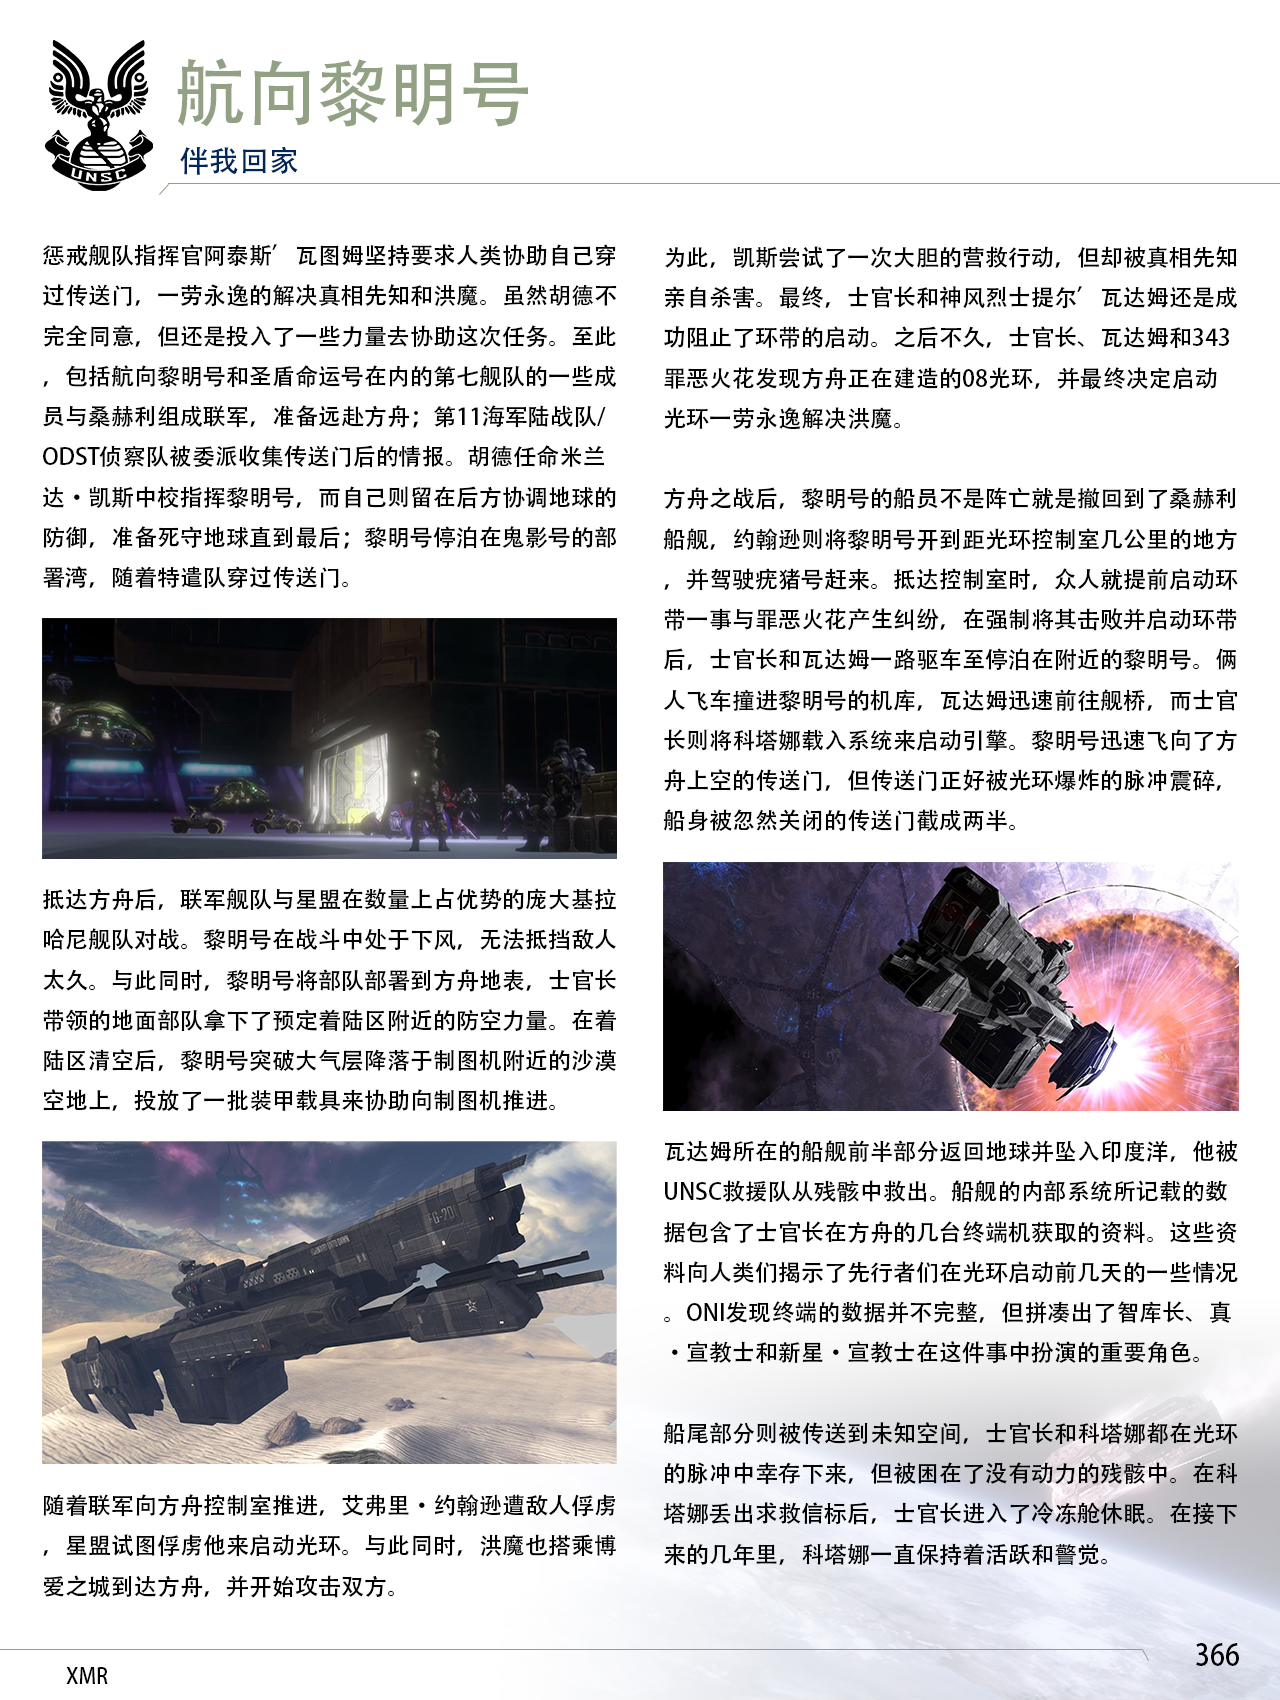 UNSC
航向黎明号
伴我回家
惩戒舰队指挥官阿泰斯′瓦图姆坚持要求人类协助自己穿
过传送门，一劳永逸的解决真相先知和洪魔。虽然胡德不
完全同意，但还是投入了一些力量去协助这次任务。至此
，包括航向黎明号和圣盾命运号在内的第七舰队的一些成
员与桑赫利组成联军，准备远赴方舟；第11海军陆战队/
ODST侦察队被委派收集传送门后的情报。胡德任命米兰
达·凯斯中校指挥黎明号，而自己则留在后方协调地球的
防御，准备死守地球直到最后；黎明号停泊在鬼影号的部
署湾，随着特遣队穿过传送门。
抵达方舟后，联军舰队与星盟在数量上占优势的庞大基拉
哈尼舰队对战。黎明号在战斗中处于下风，无法抵挡敌人
太久。与此同时，黎明号将部队部署到方舟地表，士官长
带领的地面部队拿下了预定着陆区附近的防空力量。在着
陆区清空后，黎明号突破大气层降落于制图机附近的沙漠
空地上，投放了一批装甲载具来协助向制图机推进。
FG-201
FORWARD UNTO DAWN
随着联军向方舟控制室推进，艾弗里·约翰逊遭敌人俘虏
，星盟试图俘虏他来启动光环。与此同时，洪魔也搭乘博
爱之城到达方舟，并开始攻击双方。
为此，凯斯尝试了一次大胆的营救行动，但却被真相先知
亲自杀害。最终，士官长和神风烈士提尔′瓦达姆还是成
功阻止了环带的启动。之后不久，士官长、瓦达姆和343
罪恶火花发现方舟正在建造的08光环，并最终决定启动
光环一劳永逸解决洪魔。
方舟之战后，黎明号的船员不是阵亡就是撤回到了桑赫利
船舰，约翰逊则将黎明号开到距光环控制室几公里的地方
，并驾驶疣猪号赶来。抵达控制室时，众人就提前启动环
带一事与罪恶火花产生纠纷，在强制将其击败并启动环带
后，士官长和瓦达姆一路驱车至停泊在附近的黎明号。俩
人飞车撞进黎明号的机库，瓦达姆迅速前往舰桥，而士官
长则将科塔娜载入系统来启动引擎。黎明号迅速飞向了方
舟上空的传送门，但传送门正好被光环爆炸的脉冲震碎，
船身被忽然关闭的传送门截成两半。
瓦达姆所在的船舰前半部分返回地球并坠入印度洋，他被
UNSC救援队从残骸中救出。船舰的内部系统所记载的数
据包含了士官长在方舟的几台终端机获取的资料。这些资
料向人类们揭示了先行者们在光环启动前几天的一些情况
。ONI发现终端的数据并不完整，但拼凑出了智库长、真
·宣教士和新星·宣教士在这件事中扮演的重要角色。
船尾部分则被传送到未知空间，士官长和科塔娜都在光环
的脉冲中幸存下来，但被困在了没有动力的残骸中。在科
塔娜丢出求救信标后，士官长进入了冷冻舱休眠。在接下
来的几年里，科塔娜一直保持着活跃和警觉。
XMR
366